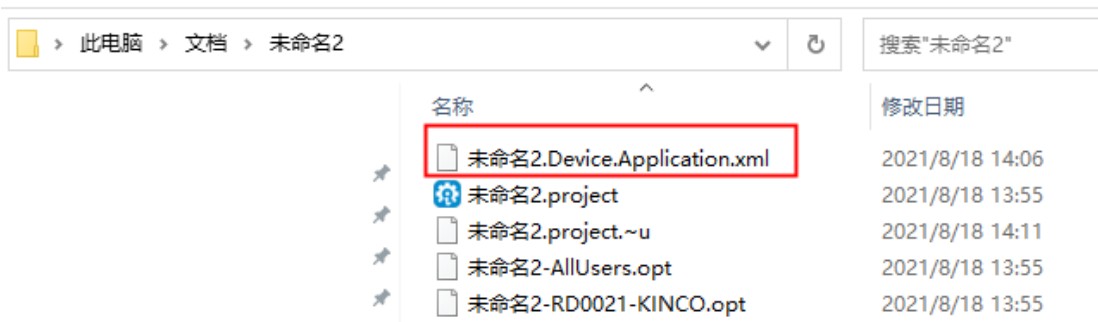 此电脑 > 文档 > 未命名2 搜索"未命名2"
名称 修改日期
未命名2.Device.Application.xml 2021/8/18 14:06
未命名2.project 2021/8/18 13:55
未命名2.project.~u 2021/8/18 14:11
未命名2-AllUsers.opt 2021/8/18 13:55
未命名2-RD0021-KINCO.opt 2021/8/18 13:55